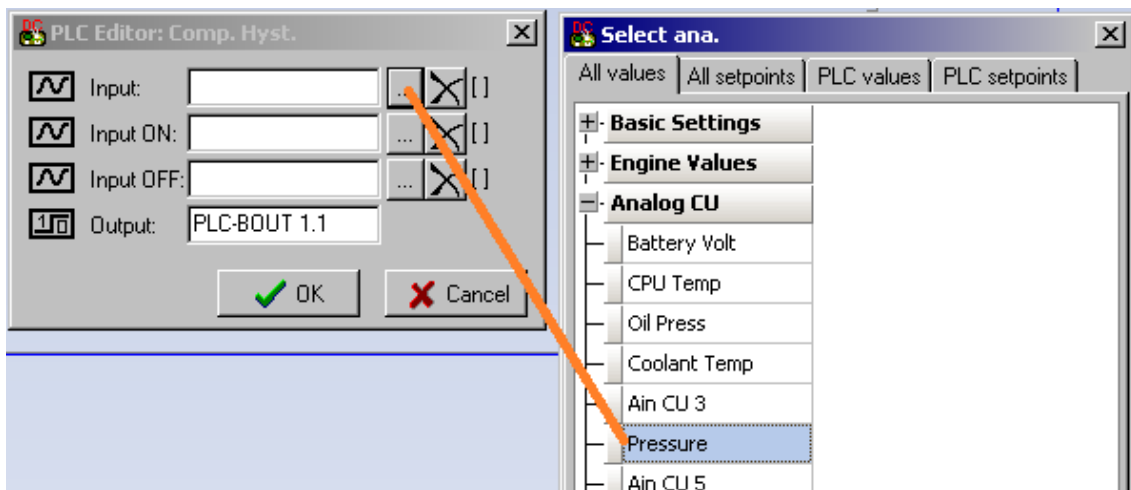 PLC Editor: Comp. Hyst.
Input:
... []
Input ON:
... []
Input OFF:
... []
Output: PLC-BOUT 1.1
OK Cancel
Select ana.
All values All setpoints PLC values PLC setpoints
Basic Settings
Engine Values
Analog CU
Battery Volt
CPU Temp
Oil Press
Coolant Temp
Ain CU 3
Pressure
Ain CU 5